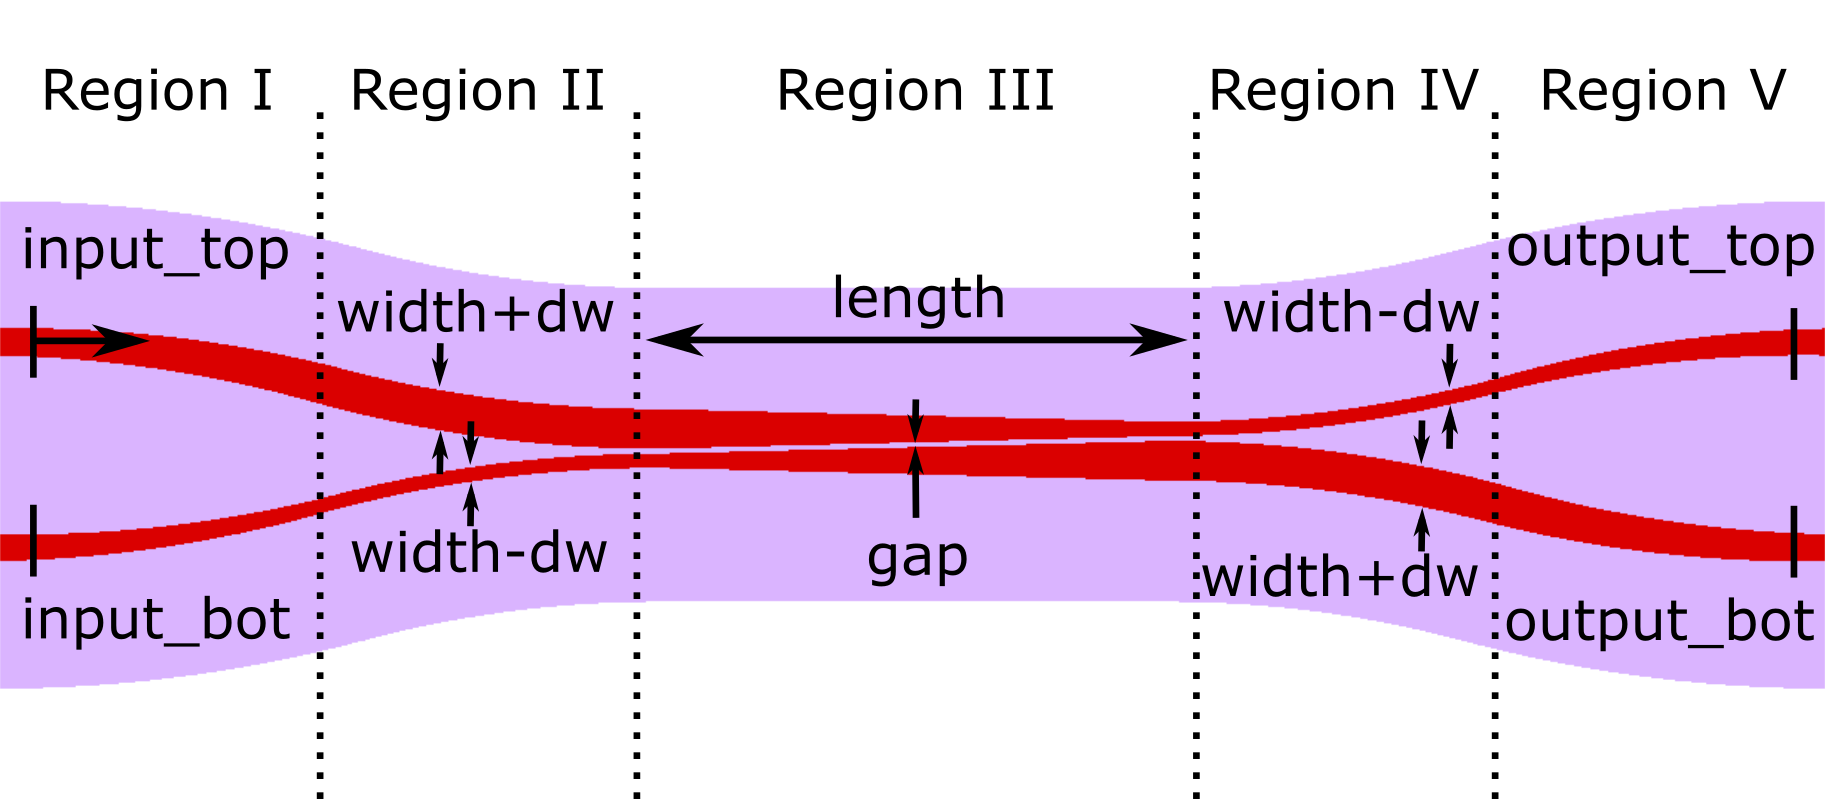 Region I
Region II
Region III
Region IV
Region V
input_top
output_top
width+dw
length
width-dw
width-dw
gap
width+dw
input_bot
output_bot